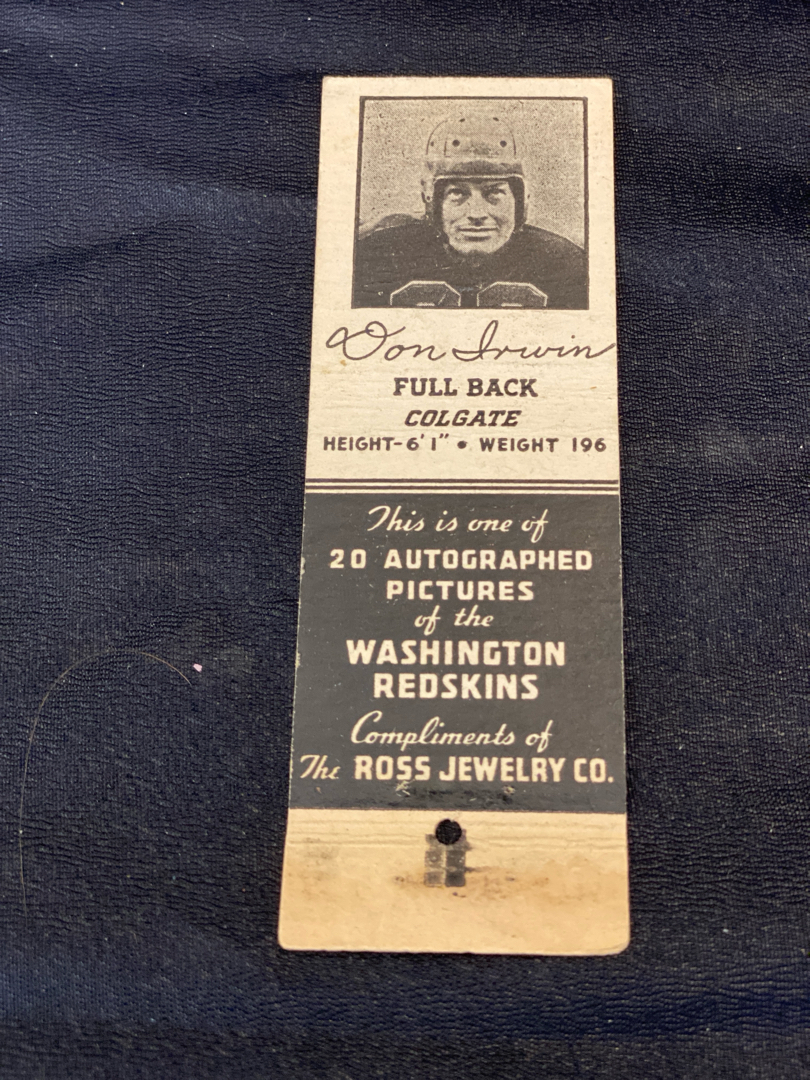 Don Irwin
FULL BACK
COLGATE
HEIGHT-6'1" • WEIGHT 196
This is one of
20 AUTOGRAPHED
PICTURES
of the
WASHINGTON
REDSKINS
Compliments of
The ROSS JEWELRY CO.